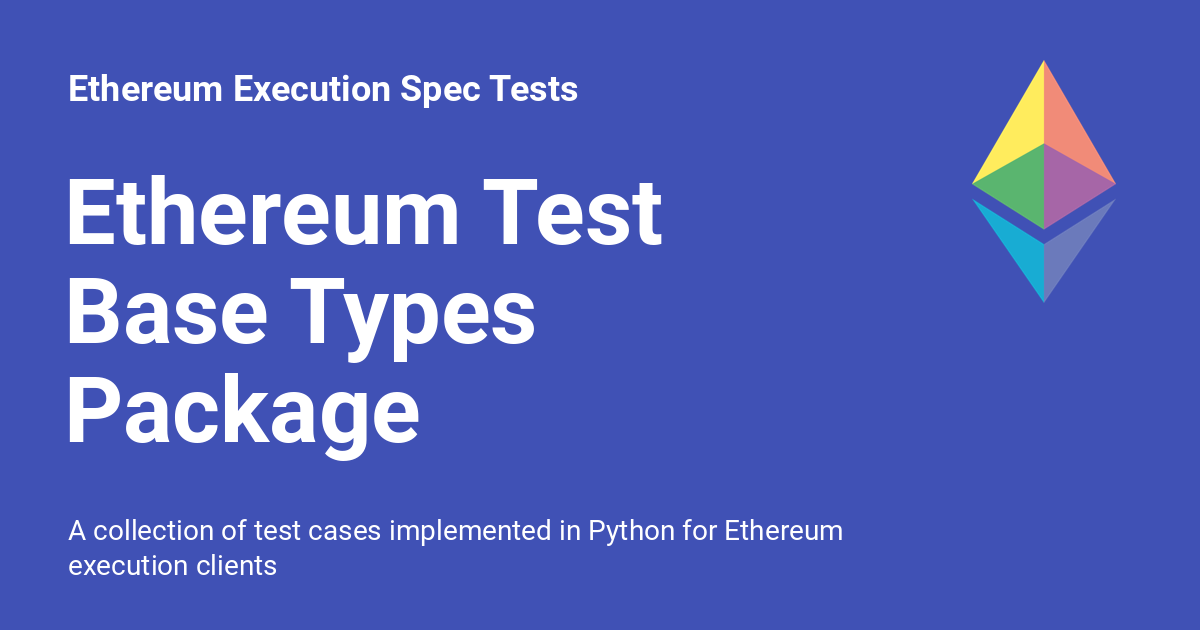 Ethereum Execution Spec Tests
Ethereum Test
Base Types
Package
A collection of test cases implemented in Python for Ethereum
execution clients